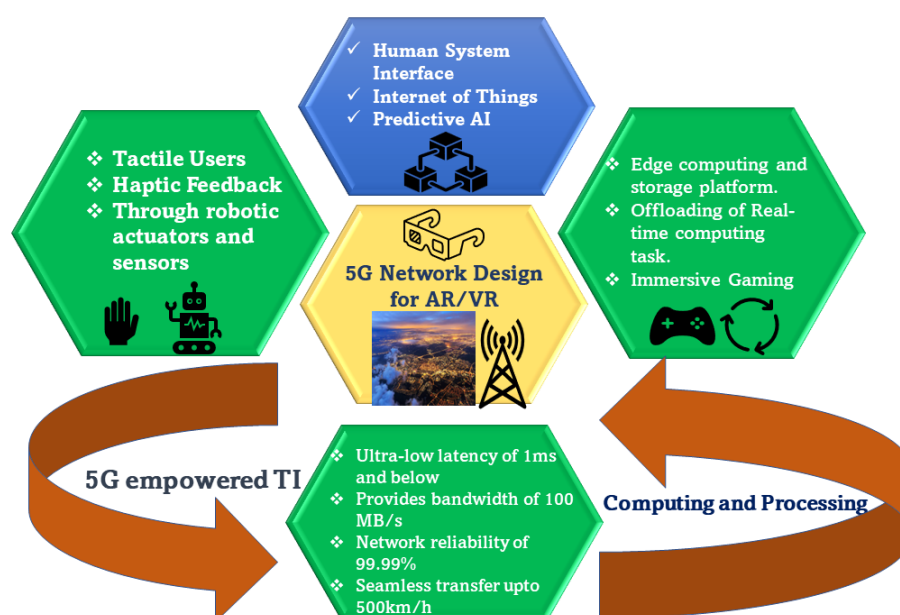 ✓ Human System
Interface
✓ Internet of Things
✓ Predictive AI
❖ Tactile Users
❖ Haptic Feedback
❖ Through robotic
actuators and
sensors
❖ Edge computing and
storage platform.
❖ Offloading of Real-
time computing
task.
❖ Immersive Gaming
5G Network Design
for AR/VR
5G empowered TI
❖ Ultra-low latency of 1ms
and below
❖ Provides bandwidth of 100
MB/s
❖ Network reliability of
99.99%
❖ Seamless transfer upto
500km/h
Computing and Processing